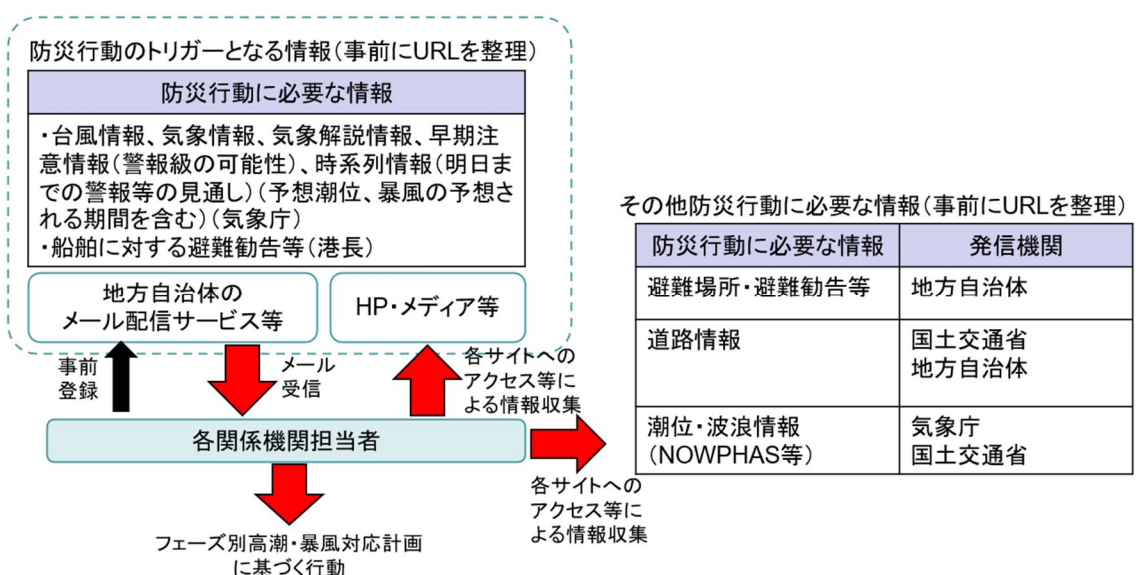 防災行動のトリガーとなる情報(事前にURLを整理)
防災行動に必要な情報
・台風情報、気象情報、気象解説情報、早期注
意情報(警報級の可能性)、時系列情報(明日ま
での警報等の見通し)(予想潮位、暴風の予想さ
れる期間を含む)(気象庁)
・船舶に対する避難勧告等(港長)
地方自治体の
メール配信サービス等
HP・メディア等
事前
登録
メール
受信
各サイトへの
アクセス等に
よる情報収集
各関係機関担当者
各サイトへの
アクセス等に
よる情報収集
フェーズ別高潮・暴風対応計画
に基づく行動
その他防災行動に必要な情報(事前にURLを整理)
防災行動に必要な情報
発信機関
避難場所・避難勧告等
地方自治体
道路情報
国土交通省
地方自治体
潮位・波浪情報
(NOWPHAS等)
気象庁
国土交通省